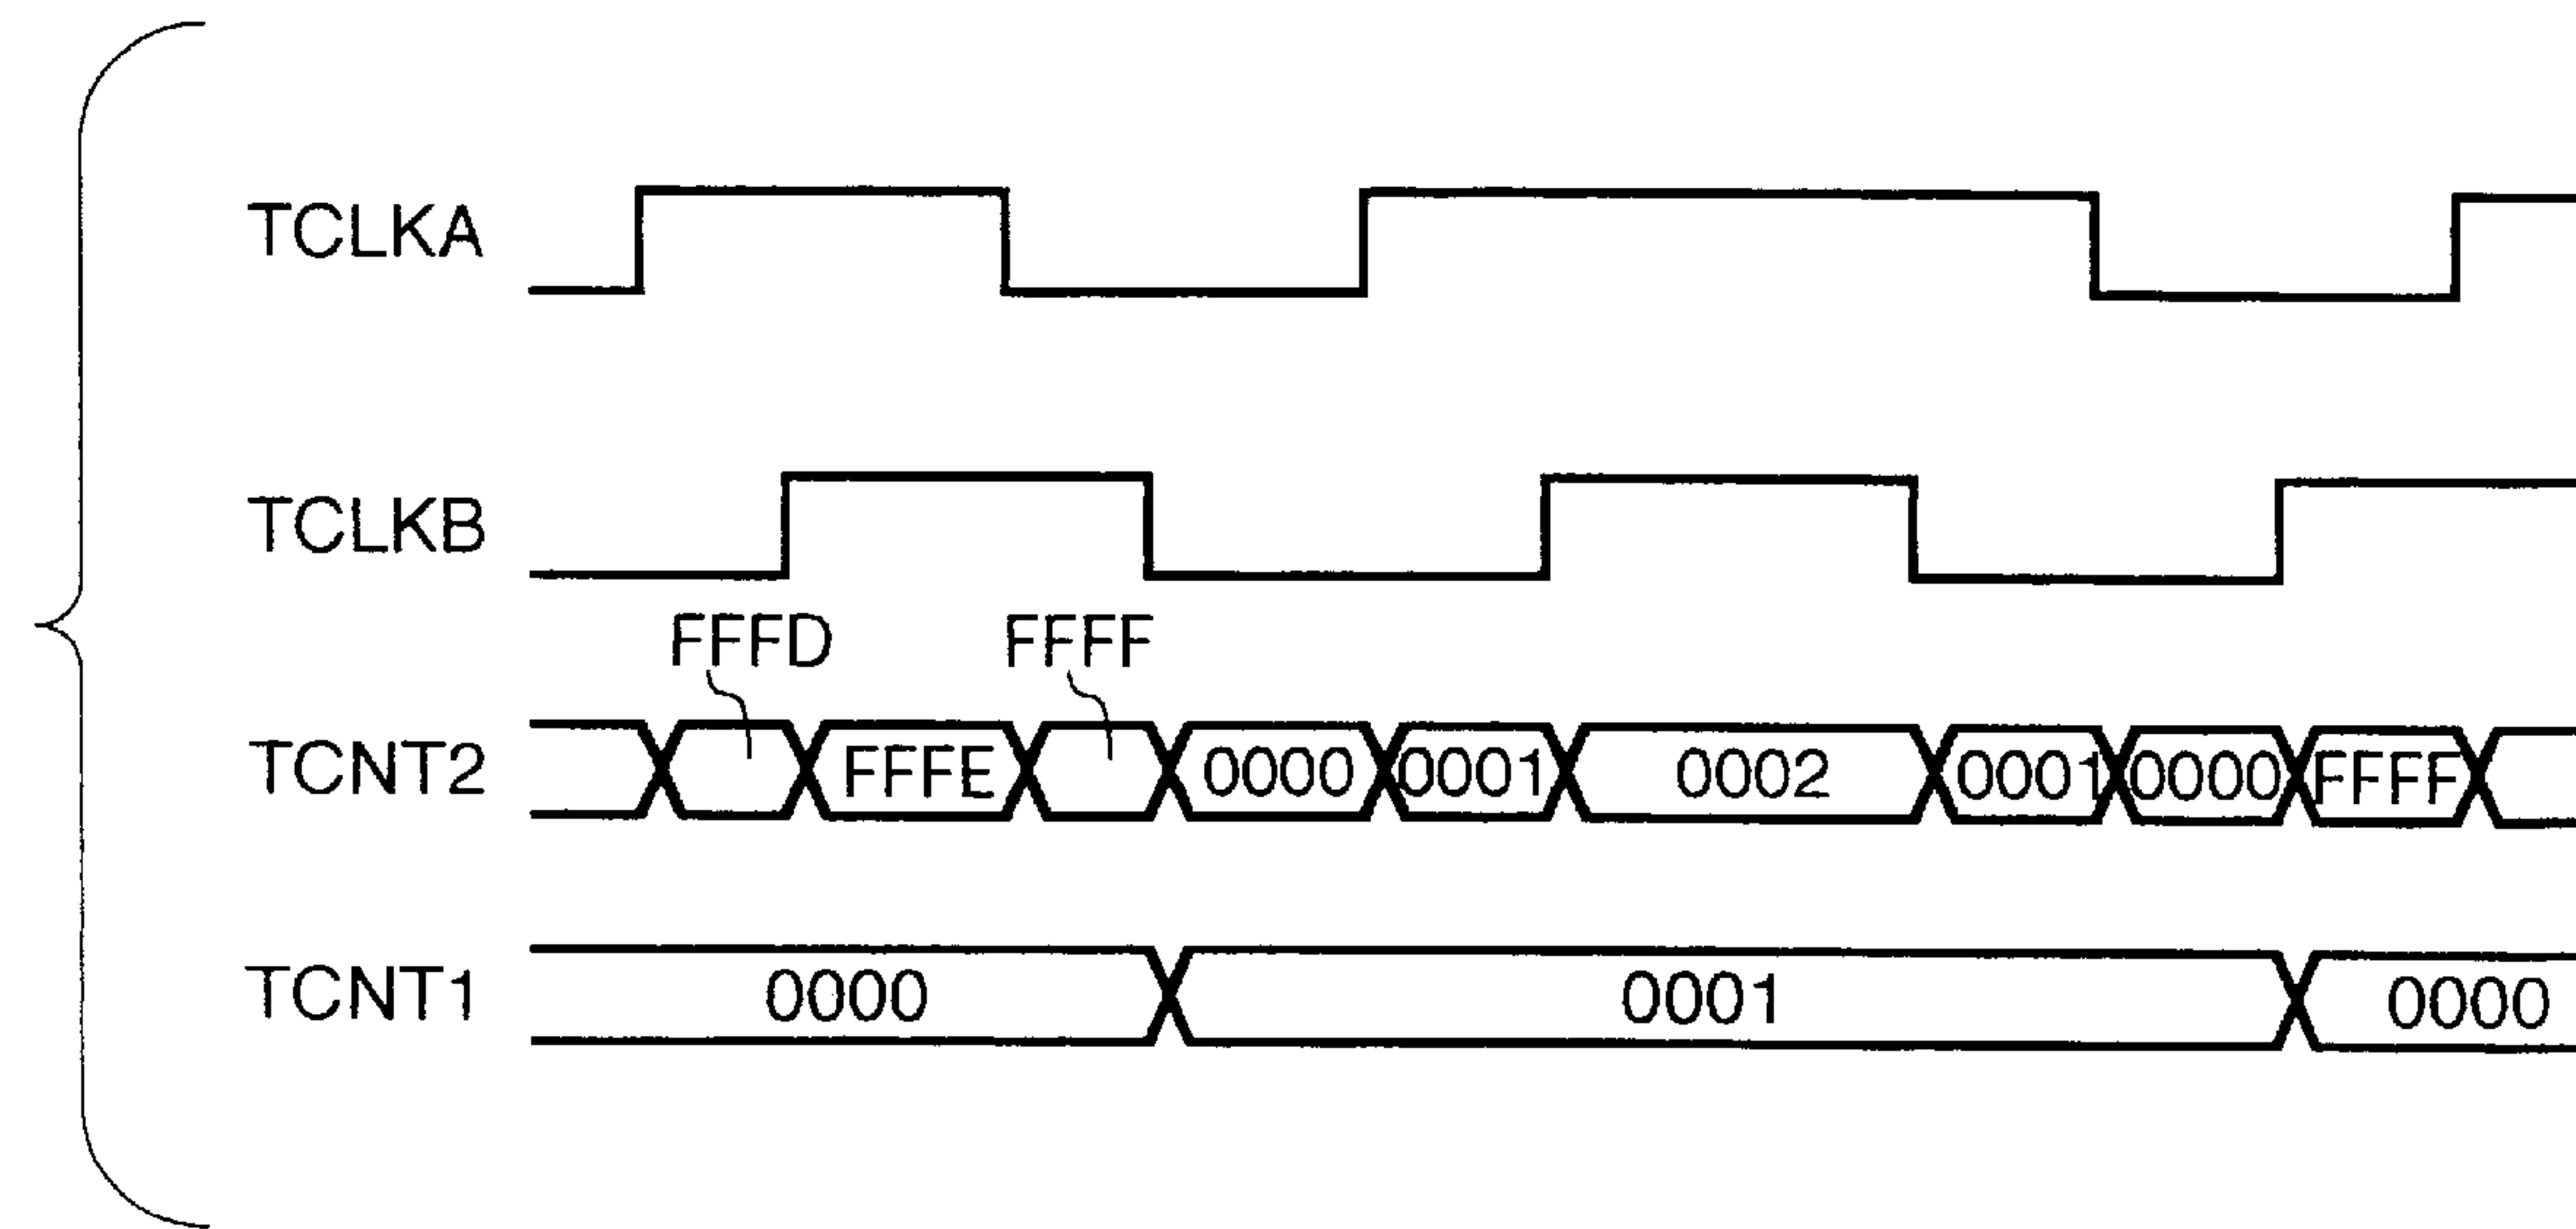 TCLKA
TCLKB
FFFD FFFF
TCNT2 FFFE 0000 0001 0002 0001 0000 FFFF
TCNT1 0000 0001 0000